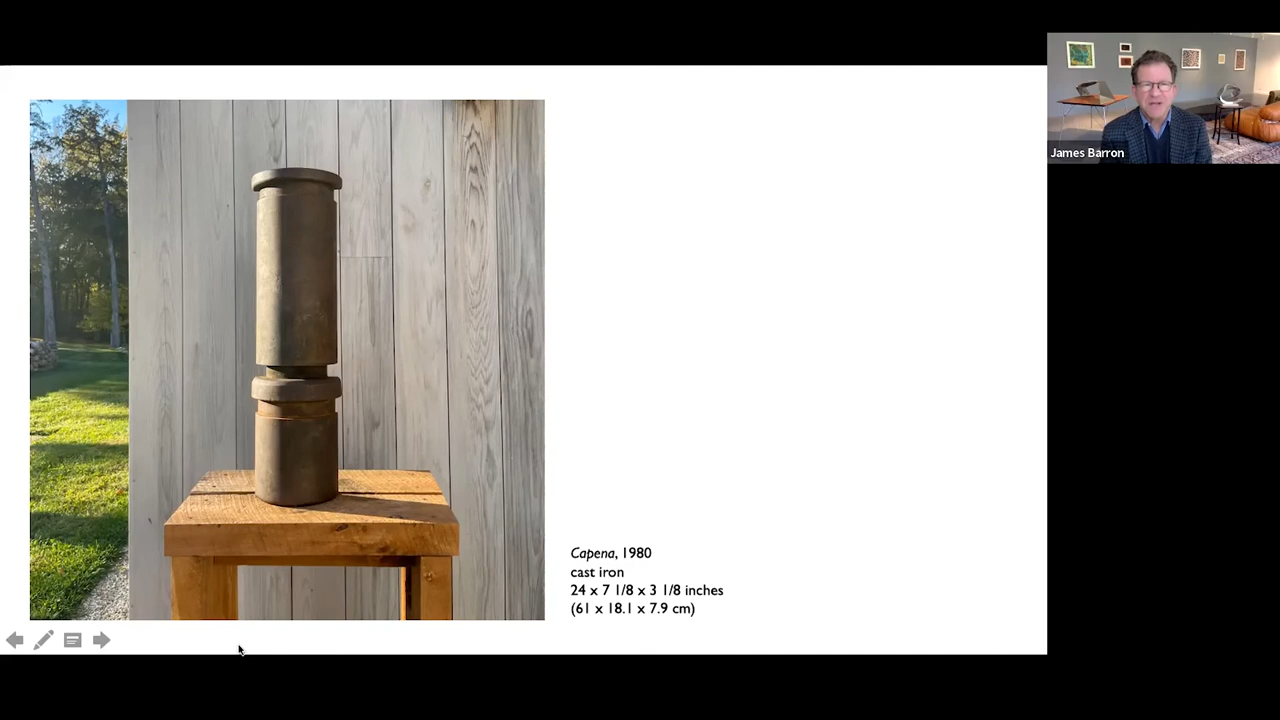 James Barron
Capena, 1980
cast iron
24 x 7 1/8 x 3 1/8 inches
(61 x 18.1 x 7.9 cm)